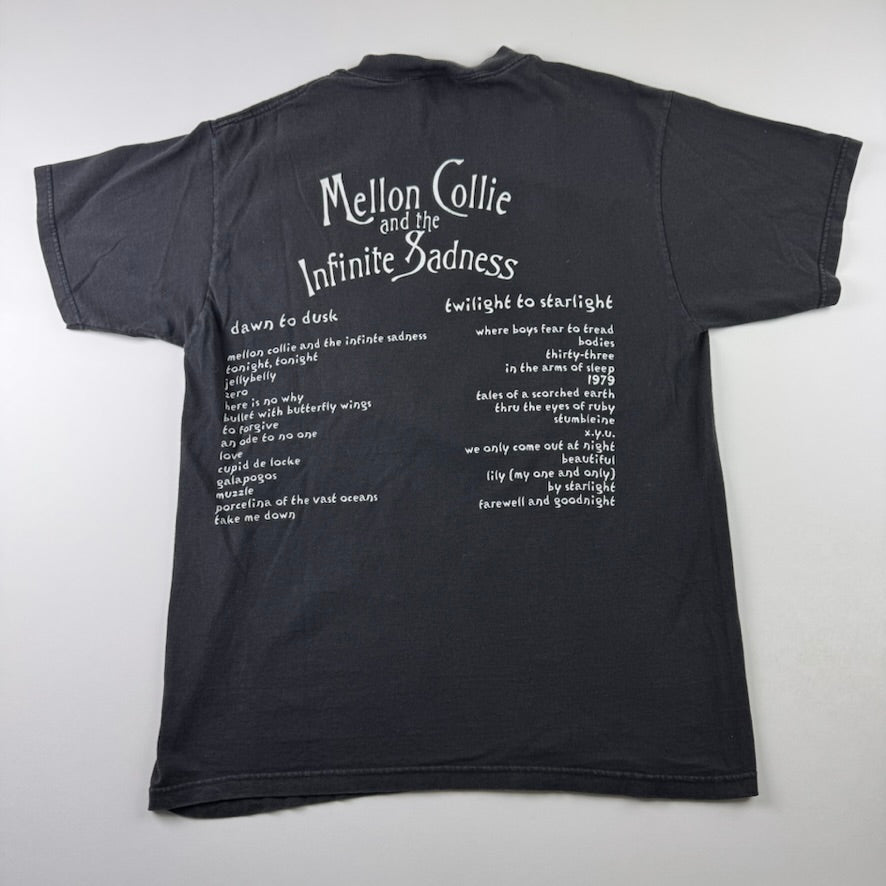 Mellon Collie
and the
Infinite Sadness
dawn to dusk
mellon collie and the infinte sadness
tonight, tonight
jellybelly
zero
here is no why
bullet with butterfly wings
to forgive
an ode to no one
love
cupid de locke
galapogos
muzzle
porcelina of the vast oceans
take me down
twilight to starlight
where boys fear to tread
bodies
thirty-three
in the arms of sleep
1979
tales of a scorched earth
thru the eyes of ruby
stumbleine
x.y.u.
we only come out at night
beautiful
lily (my one and only)
by starlight
farewell and goodnight